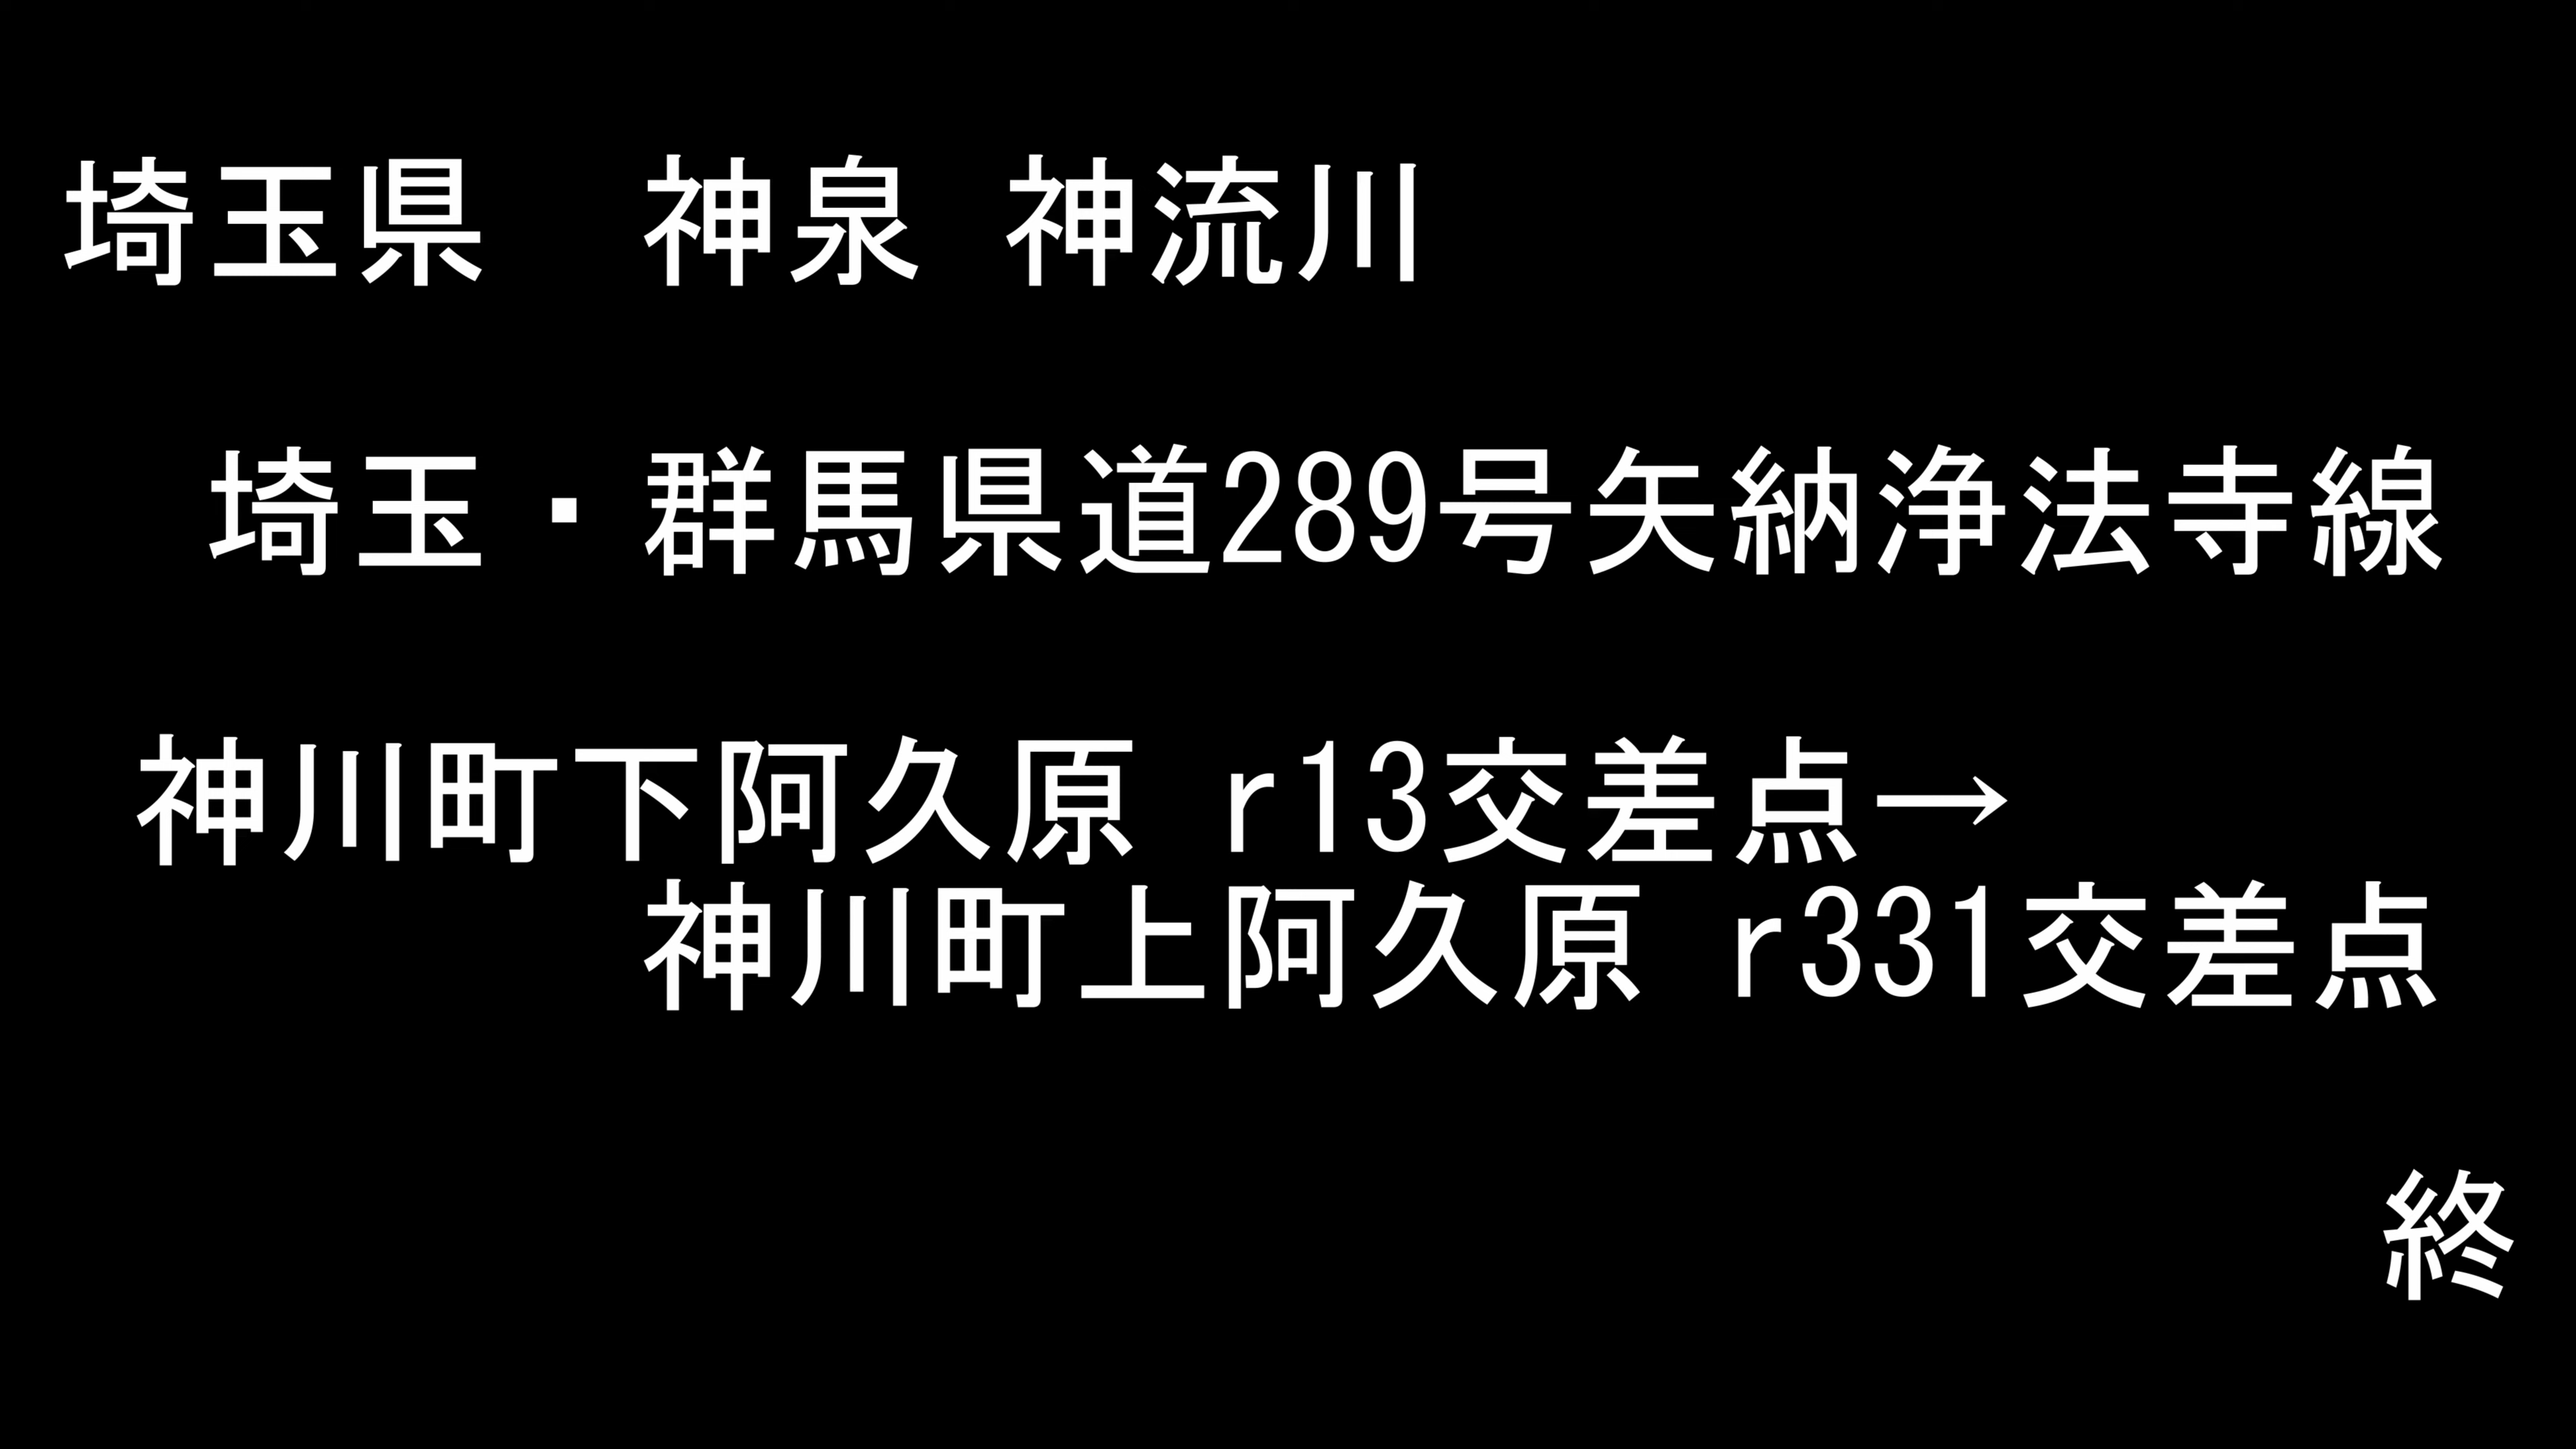 埼玉県　神泉 神流川
埼玉・群馬県道289号矢納浄法寺線
神川町下阿久原 r13交差点→
神川町上阿久原 r331交差点
終